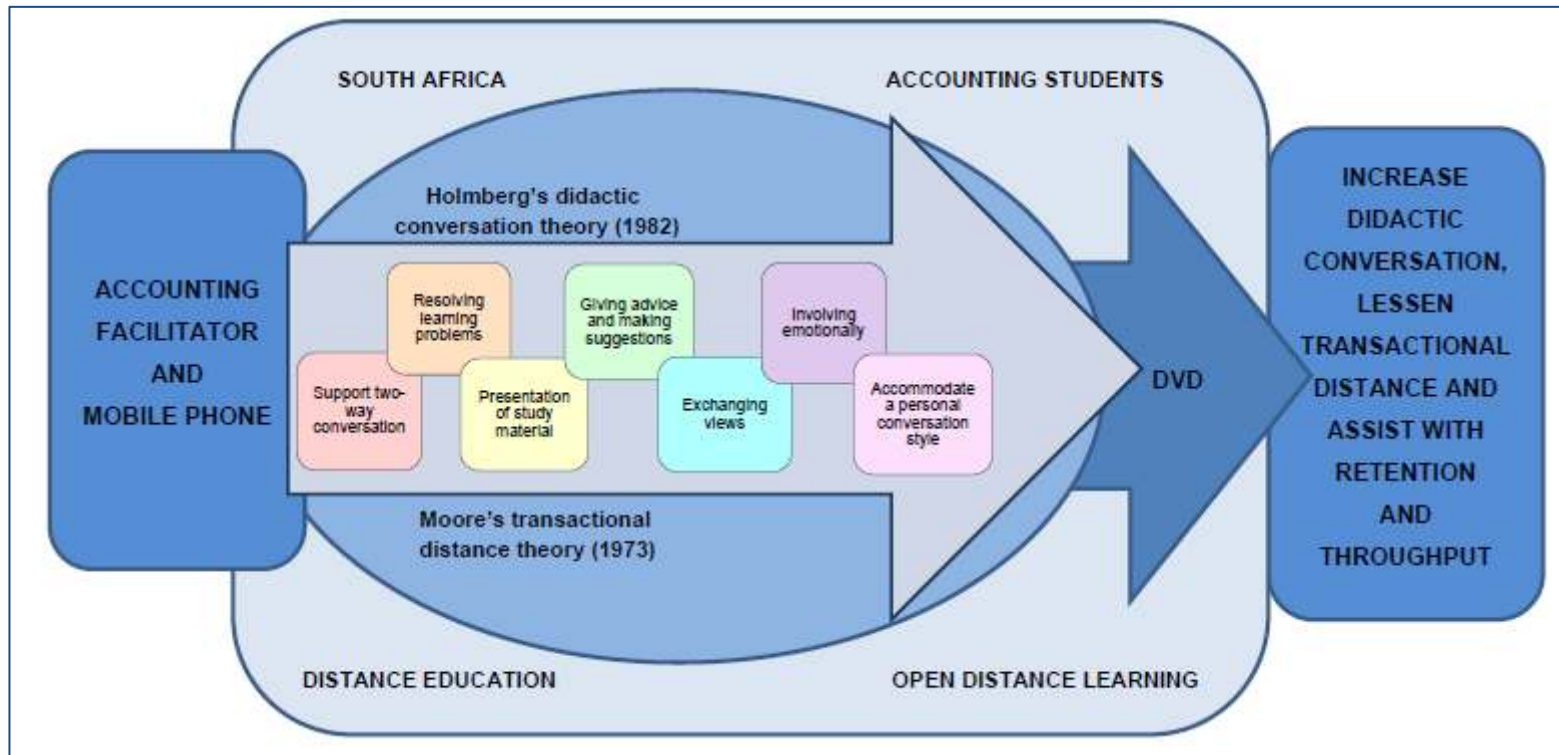 SOUTH AFRICA
ACCOUNTING STUDENTS
ACCOUNTING
FACILITATOR
AND
MOBILE PHONE
Holmberg’s didactic
conversation theory (1982)
Resolving
learning
problems
Giving advice
and making
suggestions
Involving
emotionally
Support two-
way
conversation
Presentation
of study
material
Exchanging
views
Accommodate
a personal
conversation
style
Moore’s transactional
distance theory (1973)
DVD
INCREASE
DIDACTIC
CONVERSATION,
LESSEN
TRANSACTIONAL
DISTANCE AND
ASSIST WITH
RETENTION
AND
THROUGHPUT
DISTANCE EDUCATION
OPEN DISTANCE LEARNING